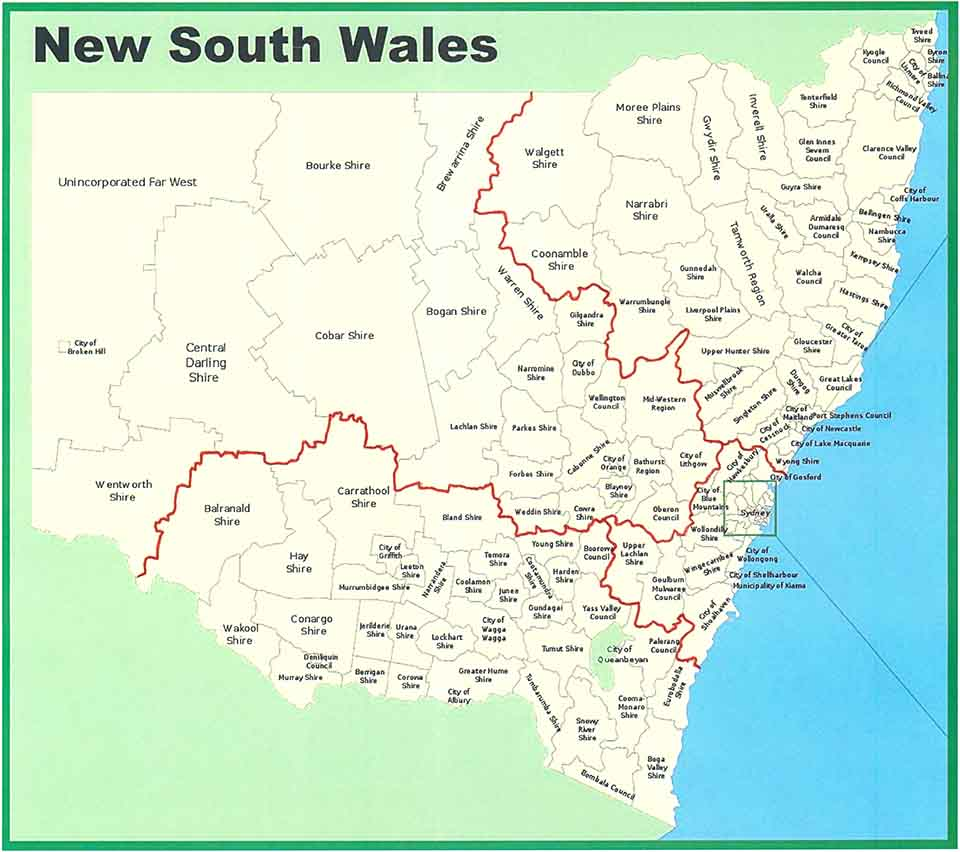 New South Wales
Tweed
Shire
Kyogle
Council
Byron
Shire
City of
Lismore
Ballina
Shire
Richmond Valley
Council
Tenterfield
Shire
Moree Plains
Shire
Gwydir Shire
Inverell Shire
Glen Innes
Severn
Council
Clarence Valley
Council
Brewarrina Shire
Walgett
Shire
Bourke Shire
Unincorporated Far West
Guyra Shire
City of
Coffs Harbour
Narrabri
Shire
Uralla Shire
Armidale
Dumaresq
Council
Bellingen Shire
Nambucca
Shire
Tamworth Region
Coonamble
Shire
Kempsey Shire
Gunnedah
Shire
Walcha
Council
Warren Shire
Hastings Shire
Warrumbungle
Shire
Bogan Shire
Gilgandra
Shire
Liverpool Plains
Shire
Cobar Shire
City of
Greater Taree
City of
Broken Hill
Central
Darling
Shire
Gloucester
Shire
Upper Hunter Shire
Narromine
Shire
City of
Dubbo
Muswellbrook
Shire
Dungog
Shire
Great Lakes
Council
Wellington
Council
Mid-Western
Region
Singleton Shire
City of
Maitland
Port Stephens Council
Lachlan Shire
Parkes Shire
City of
Cessnock
City of Newcastle
City of Lake Macquarie
Cabonne Shire
City of
Orange
Bathurst
Region
City of
Lithgow
City of
Hawkesbury
Wyong Shire
Forbes Shire
City of Gosford
Wentworth
Shire
Carrathool
Shire
Blayney
Shire
City of
Blue
Mountains
Balranald
Shire
Bland Shire
Weddin Shire
Cowra
Shire
Oberon
Council
Sydney
Wollondilly
Shire
Hay
Shire
City of
Griffith
Young Shire
Boorowa
Council
Upper
Lachlan
Shire
Leeton
Shire
Narrandera
Shire
Temora
Shire
Cootamundra
Shire
Wingecarribee
Shire
City of
Wollongong
Murrumbidgee Shire
Coolamon
Shire
Junee
Shire
Harden
Shire
Goulburn
Mulwaree
Council
City of Shellharbour
Municipality of Kiama
Gundagai
Shire
Yass Valley
Council
City of
Shoalhaven
Wakool
Shire
Conargo
Shire
Jerilderie
Shire
Urana
Shire
Lockhart
Shire
City of
Wagga
Wagga
Tumut Shire
City of
Queanbeyan
Palerang
Council
Deniliquin
Council
Murray Shire
Berrigan
Shire
Corowa
Shire
Greater Hume
Shire
City of
Albury
Tumbarumba Shire
Eurobodalla
Shire
Cooma-
Monaro
Shire
Snowy
River
Shire
Bega
Valley
Shire
Bombala Council